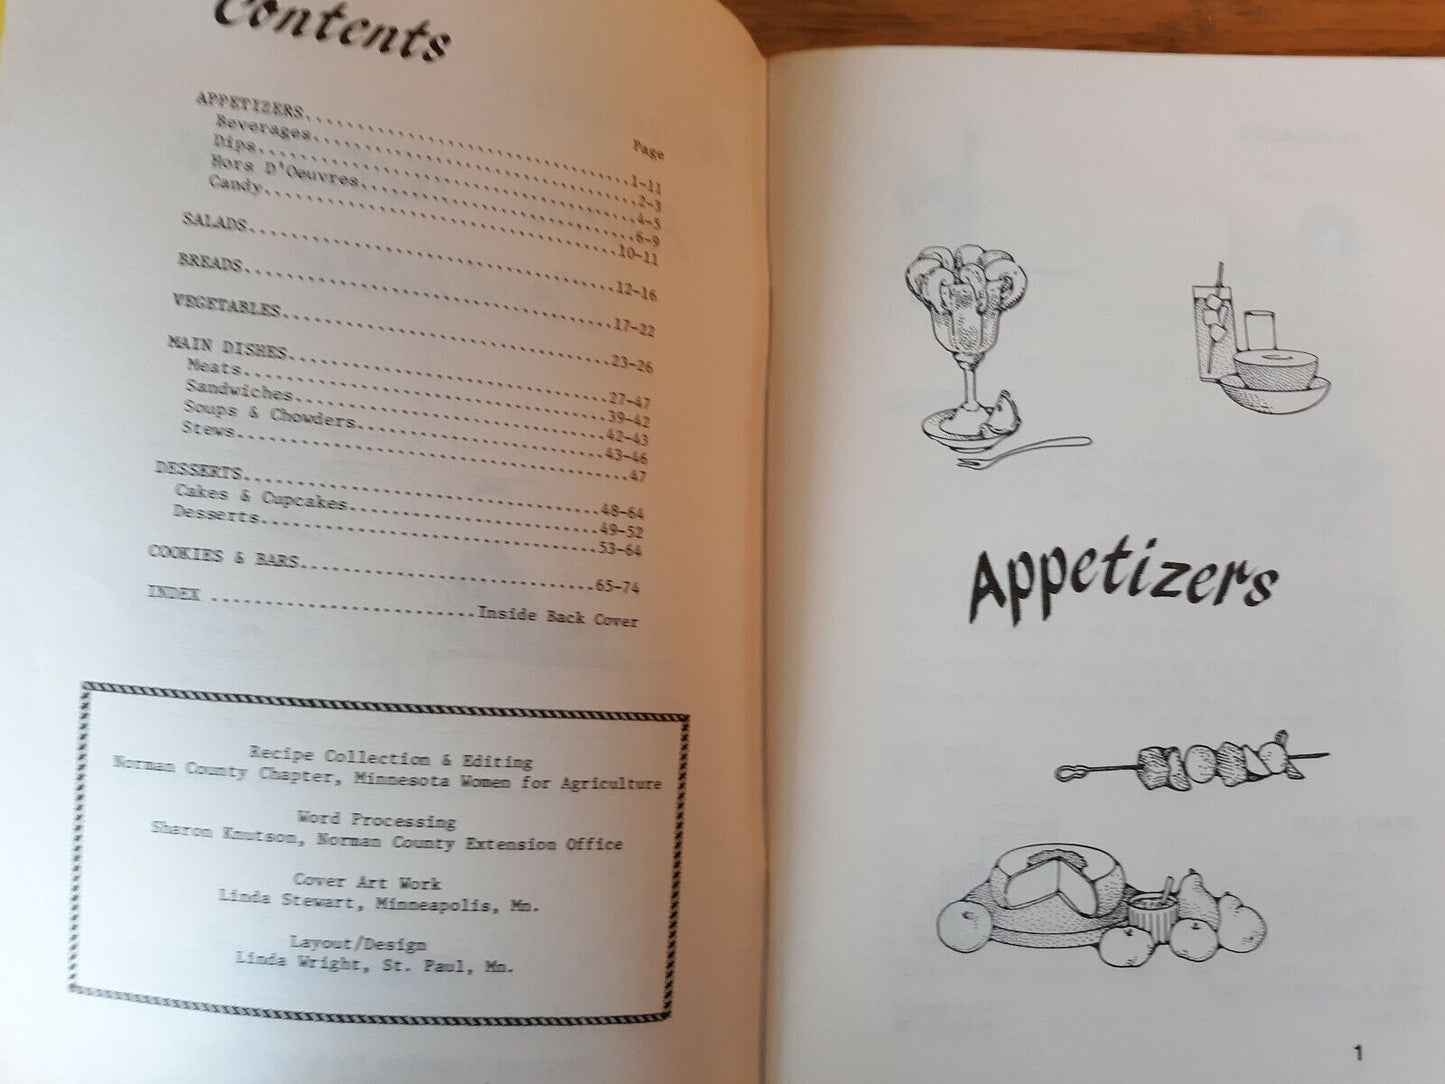 Contents
Page
APPETIZERS..............................1-11
Beverages..............................2-3
Dips..............................4-5
Hors D'Oeuvres..............................6-9
Candy..............................10-11
SALADS..............................12-16
BREADS..............................17-22
VEGETABLES..............................23-26
MAIN DISHES..............................27-47
Meats..............................39-42
Sandwiches..............................42-43
Soups & Chowders..............................43-46
Stews..............................47
DESSERTS..............................48-64
Cakes & Cupcakes..............................49-52
Desserts..............................53-64
COOKIES & BARS..............................65-74
INDEX ..............................Inside Back Cover
Recipe Collection & Editing
Norman County Chapter, Minnesota Women for Agriculture
Word Processing
Sharon Knutson, Norman County Extension Office
Cover Art Work
Linda Stewart, Minneapolis, Mn.
Layout/Design
Linda Wright, St. Paul, Mn.
Appetizers
1